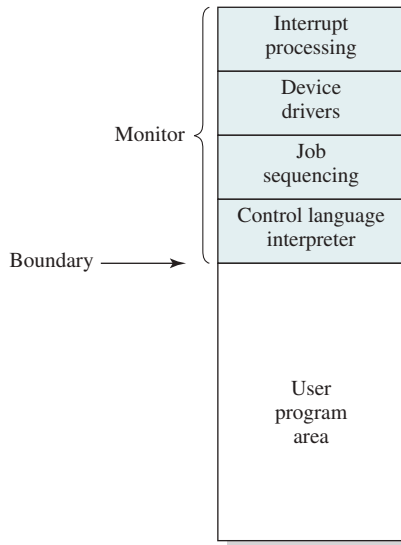 Interrupt
processing
Device
drivers
Monitor
Job
sequencing
Control language
interpreter
Boundary
User
program
area